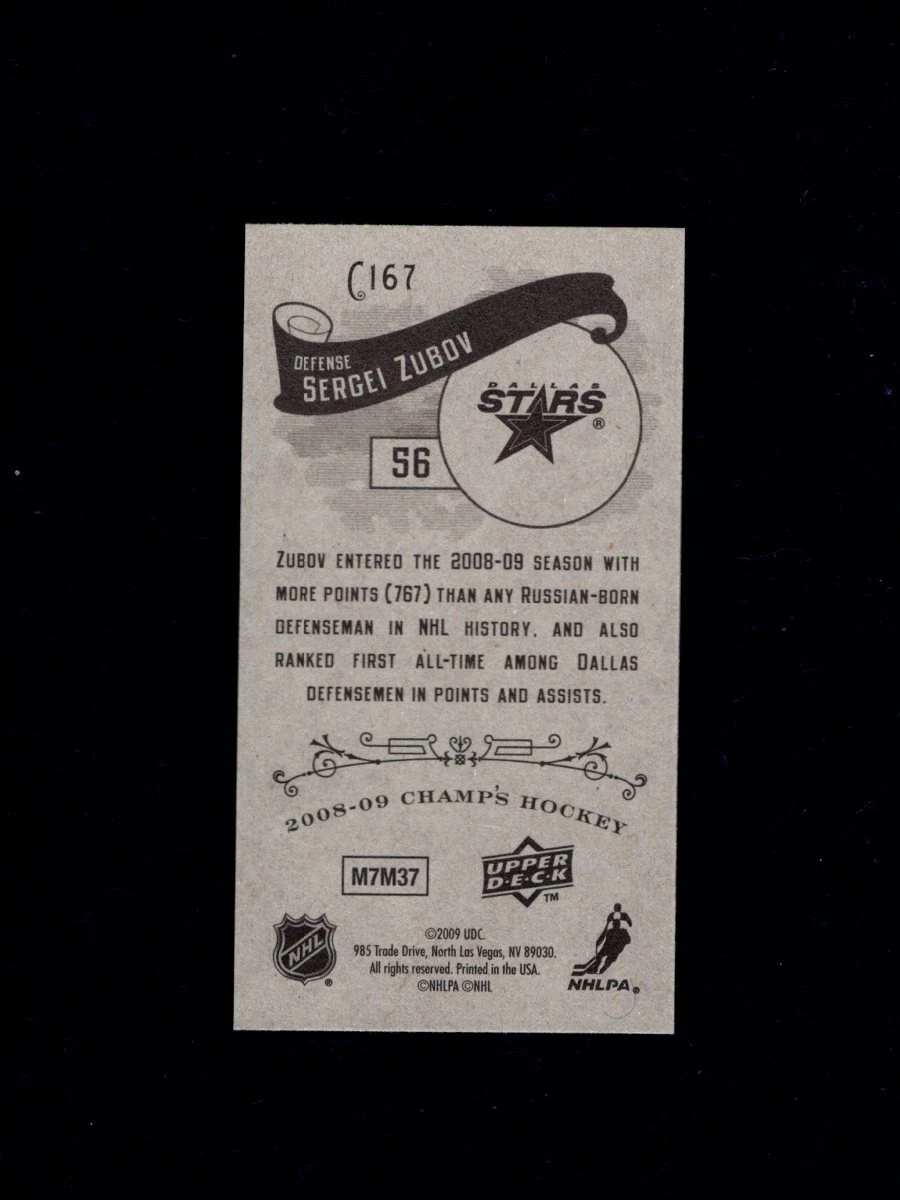 C167
DEFENSE
SERGEI ZUBOV
DALLAS
STARS
®
56
ZUBOV ENTERED THE 2008-09 SEASON WITH
MORE POINTS (767) THAN ANY RUSSIAN-BORN
DEFENSEMAN IN NHL HISTORY, AND ALSO
RANKED FIRST ALL-TIME AMONG DALLAS
DEFENSEMEN IN POINTS AND ASSISTS.
2008-09 CHAMP'S HOCKEY
M7M37
UPPER
D·E·C·K
TM
NHL
®
©2009 UDC.
985 Trade Drive, North Las Vegas, NV 89030.
All rights reserved. Printed in the USA.
©NHLPA ©NHL
NHLPA®